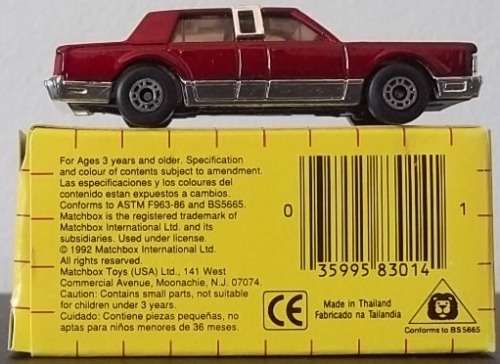 For Ages 3 years and older. Specification
and colour of contents subject to amendment.
Las especificaciones y los colores del
contenido estan expuestos a cambios.
Conforms to ASTM F963-86 and BS5665.
Matchbox is the registered trademark of
Matchbox International Ltd. and its
subsidiaries. Used under license.
© 1992 Matchbox International Ltd.
All rights reserved.
Matchbox Toys (USA) Ltd., 141 West
Commercial Avenue, Moonachie, N.J. 07074.
Caution: Contains small parts, not suitable
for children under 3 years.
Cuidado: Contiene piezas pequeñas, no
aptas para niños menores de 36 meses.
0 35995 83014 1
CE
Made in Thailand
Fabricado na Tailandia
Conforms to BS 5665